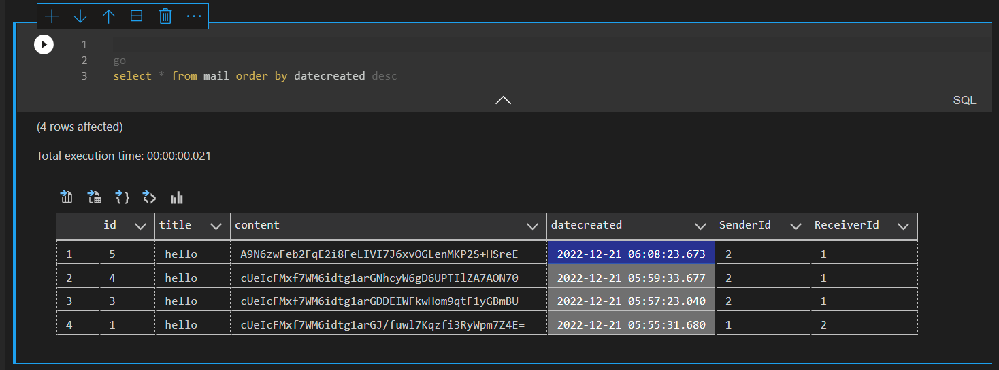 1
2 go
3 select * from mail order by datecreated desc
SQL
(4 rows affected)
Total execution time: 00:00:00.021
id title content datecreated SenderId ReceiverId
1 5 hello A9N6zwFeb2FqE2i8FeLIVI7J6xvOGLenMKP2S+HSreE= 2022-12-21 06:08:23.673 2 1
2 4 hello cUeIcFMxf7WM6idtg1arGNhcyW6gD6UPTIlZA7AON70= 2022-12-21 05:59:33.677 2 1
3 3 hello cUeIcFMxf7WM6idtg1arGDDEIWFkwHom9qtF1yGBmBU= 2022-12-21 05:57:23.040 2 1
4 1 hello cUeIcFMxf7WM6idtg1arGJ/fuwl7Kqzfi3RyWpm7Z4E= 2022-12-21 05:55:31.680 1 2